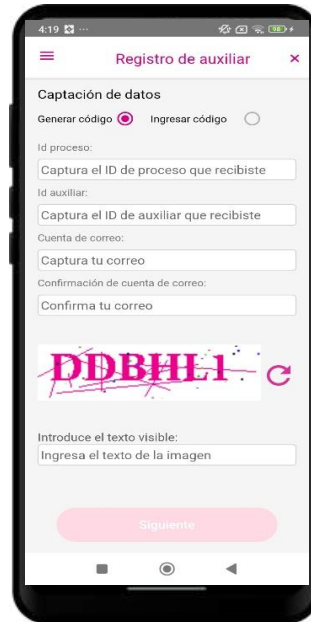 4:19
98
Registro de auxiliar ×
Captación de datos
Generar código Ingresar código
Id proceso:
Captura el ID de proceso que recibiste
Id auxiliar:
Captura el ID de auxiliar que recibiste
Cuenta de correo:
Captura tu correo
Confirmación de cuenta de correo:
Confirma tu correo
DDBHL1
Introduce el texto visible:
Ingresa el texto de la imagen
Siguiente